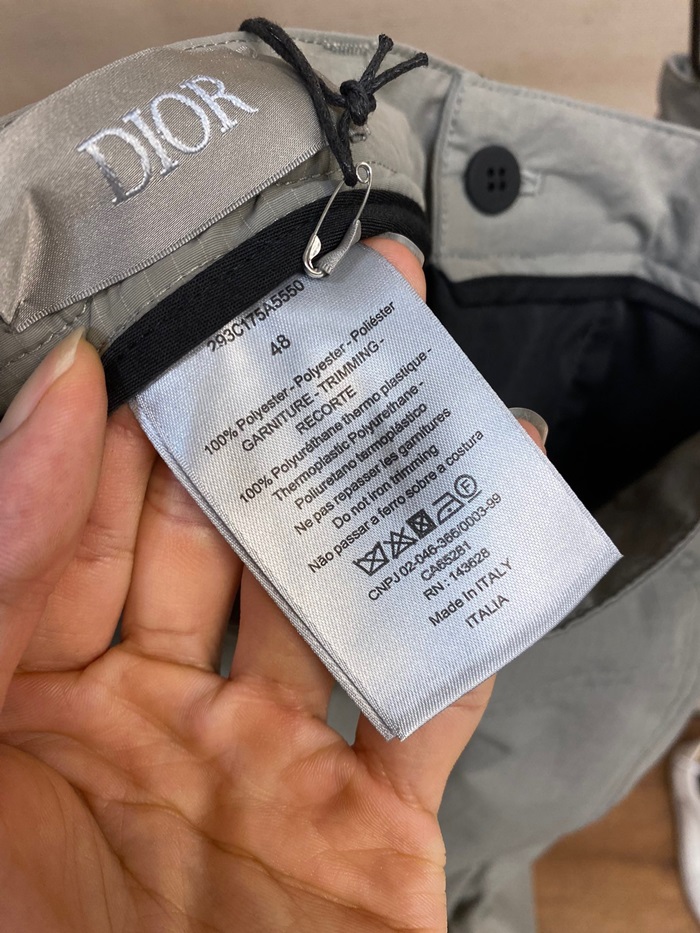 DIOR
293C175A5550
48
100% Polyester - Polyester - Poliéster
GARNITURE - TRIMMING -
RECORTE
100% Polyuréthane thermo plastique -
Thermoplastic Polyurethane -
Poliuretano termoplástico
Ne pas repasser les garnitures
Do not iron trimming
Não passar a ferro sobre a costura
CNPJ 02-046-366/0003-99
CA65281
RN : 143628
Made In ITALY
ITALIA